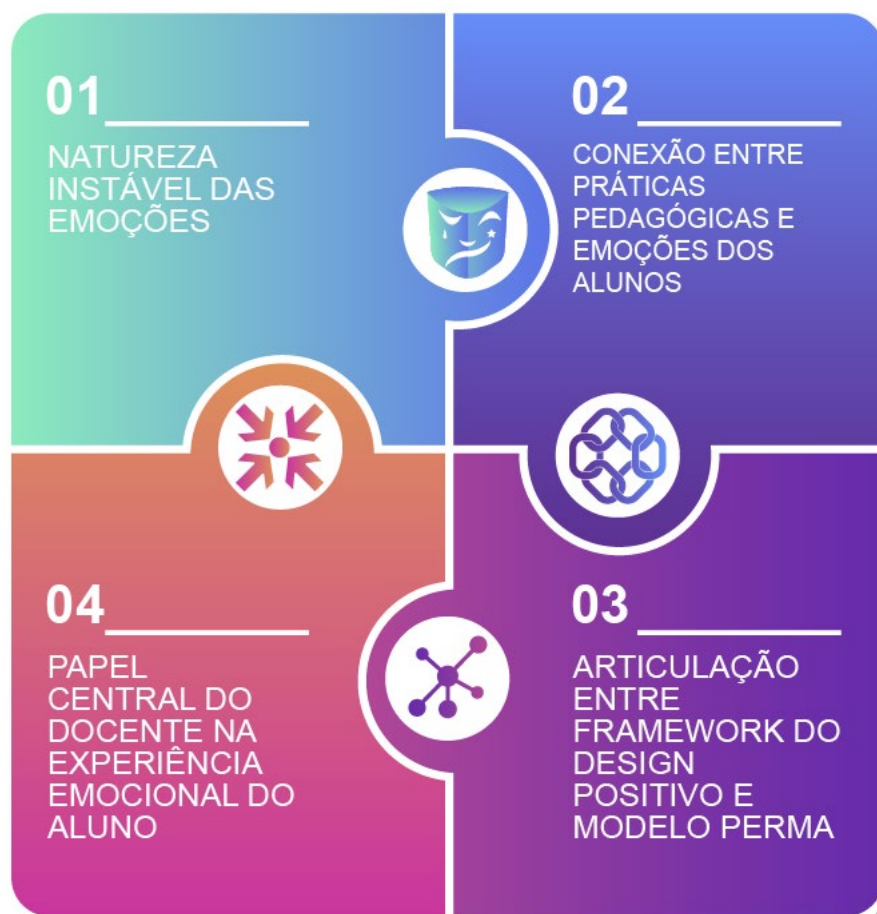 01
NATUREZA
INSTÁVEL DAS
EMOÇÕES
02
CONEXÃO ENTRE
PRÁTICAS
PEDAGÓGICAS E
EMOÇÕES DOS
ALUNOS
03
ARTICULAÇÃO
ENTRE
FRAMEWORK DO
DESIGN
POSITIVO E
MODELO PERMA
04
PAPEL
CENTRAL DO
DOCENTE NA
EXPERIÊNCIA
EMOCIONAL DO
ALUNO